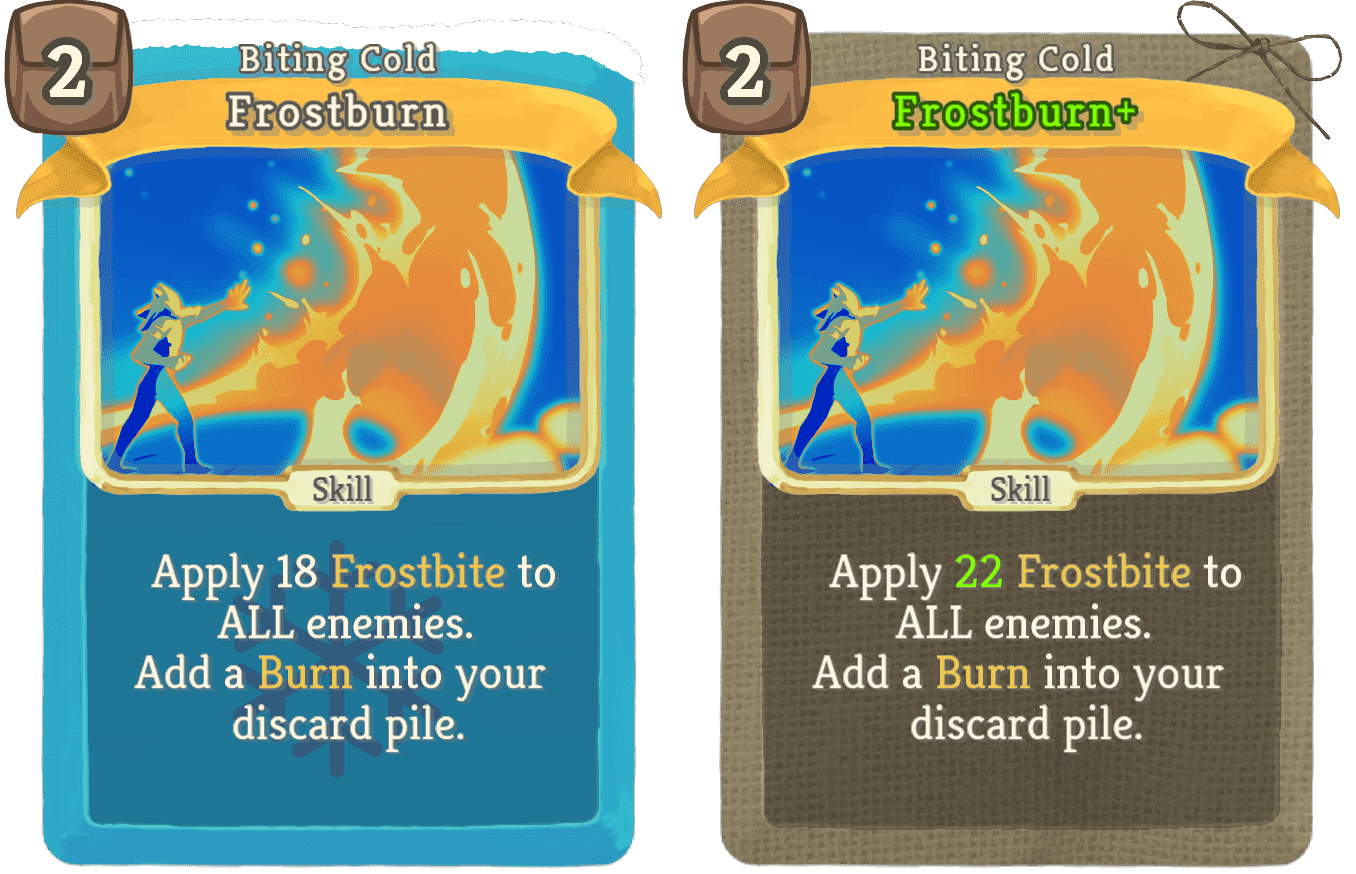 2
Biting Cold
Frostburn
Skill
Apply 18 Frostbite to
ALL enemies.
Add a Burn into your
discard pile.
2
Biting Cold
Frostburn+
Skill
Apply 22 Frostbite to
ALL enemies.
Add a Burn into your
discard pile.